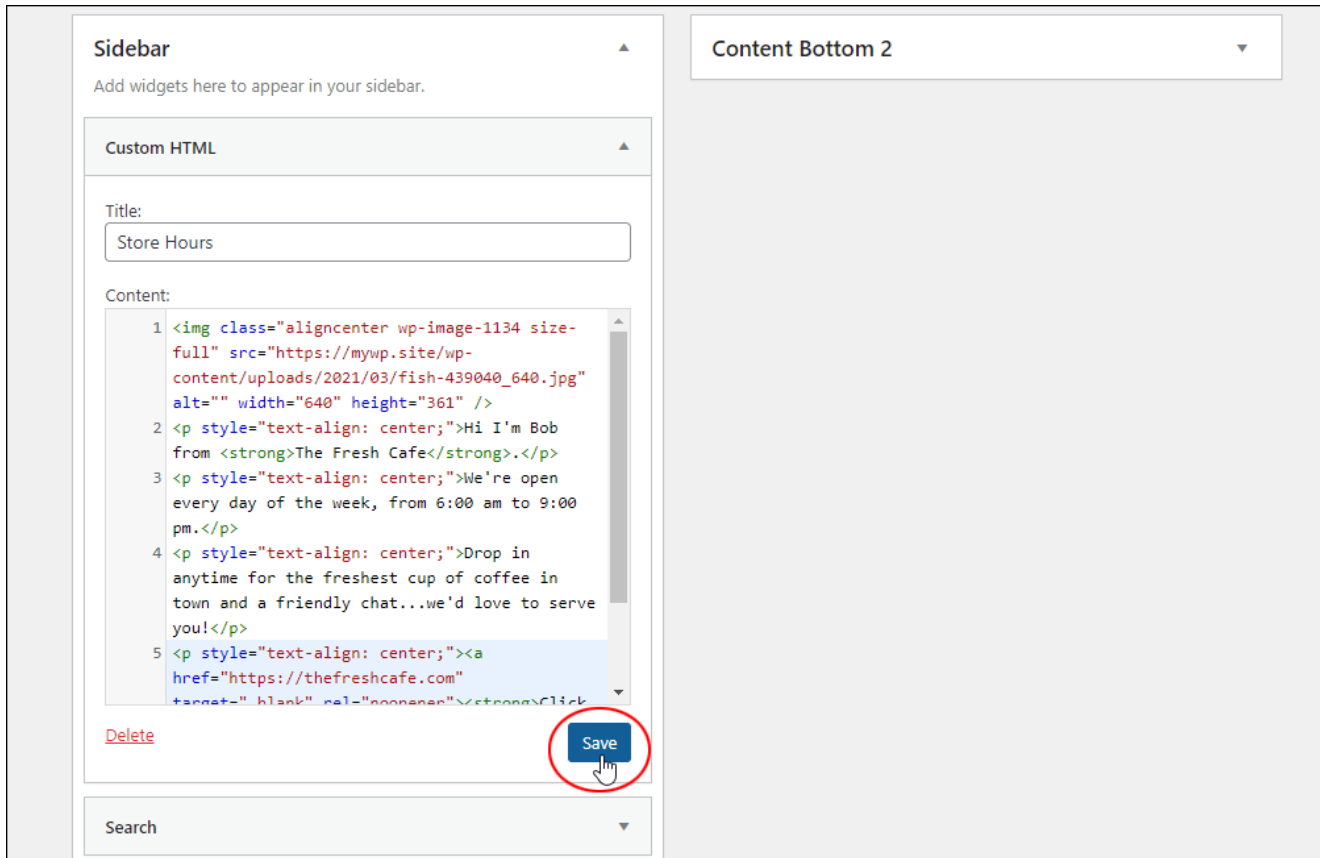 Sidebar
Add widgets here to appear in your sidebar.
Custom HTML
Title:
Store Hours
Content:
1 <img class="aligncenter wp-image-1134 size-
full" src="https://mywp.site/wp-
content/uploads/2021/03/fish-439040_640.jpg"
alt="" width="640" height="361" />
2 <p style="text-align: center;">Hi I'm Bob
from <strong>The Fresh Cafe</strong>.</p>
3 <p style="text-align: center;">We're open
every day of the week, from 6:00 am to 9:00
pm.</p>
4 <p style="text-align: center;">Drop in
anytime for the freshest cup of coffee in
town and a friendly chat...we'd love to serve
you!</p>
5 <p style="text-align: center;"><a
href="https://thefreshcafe.com"
target="_blank" rel="noopener"><strong>Click
Delete
Save
Search
Content Bottom 2